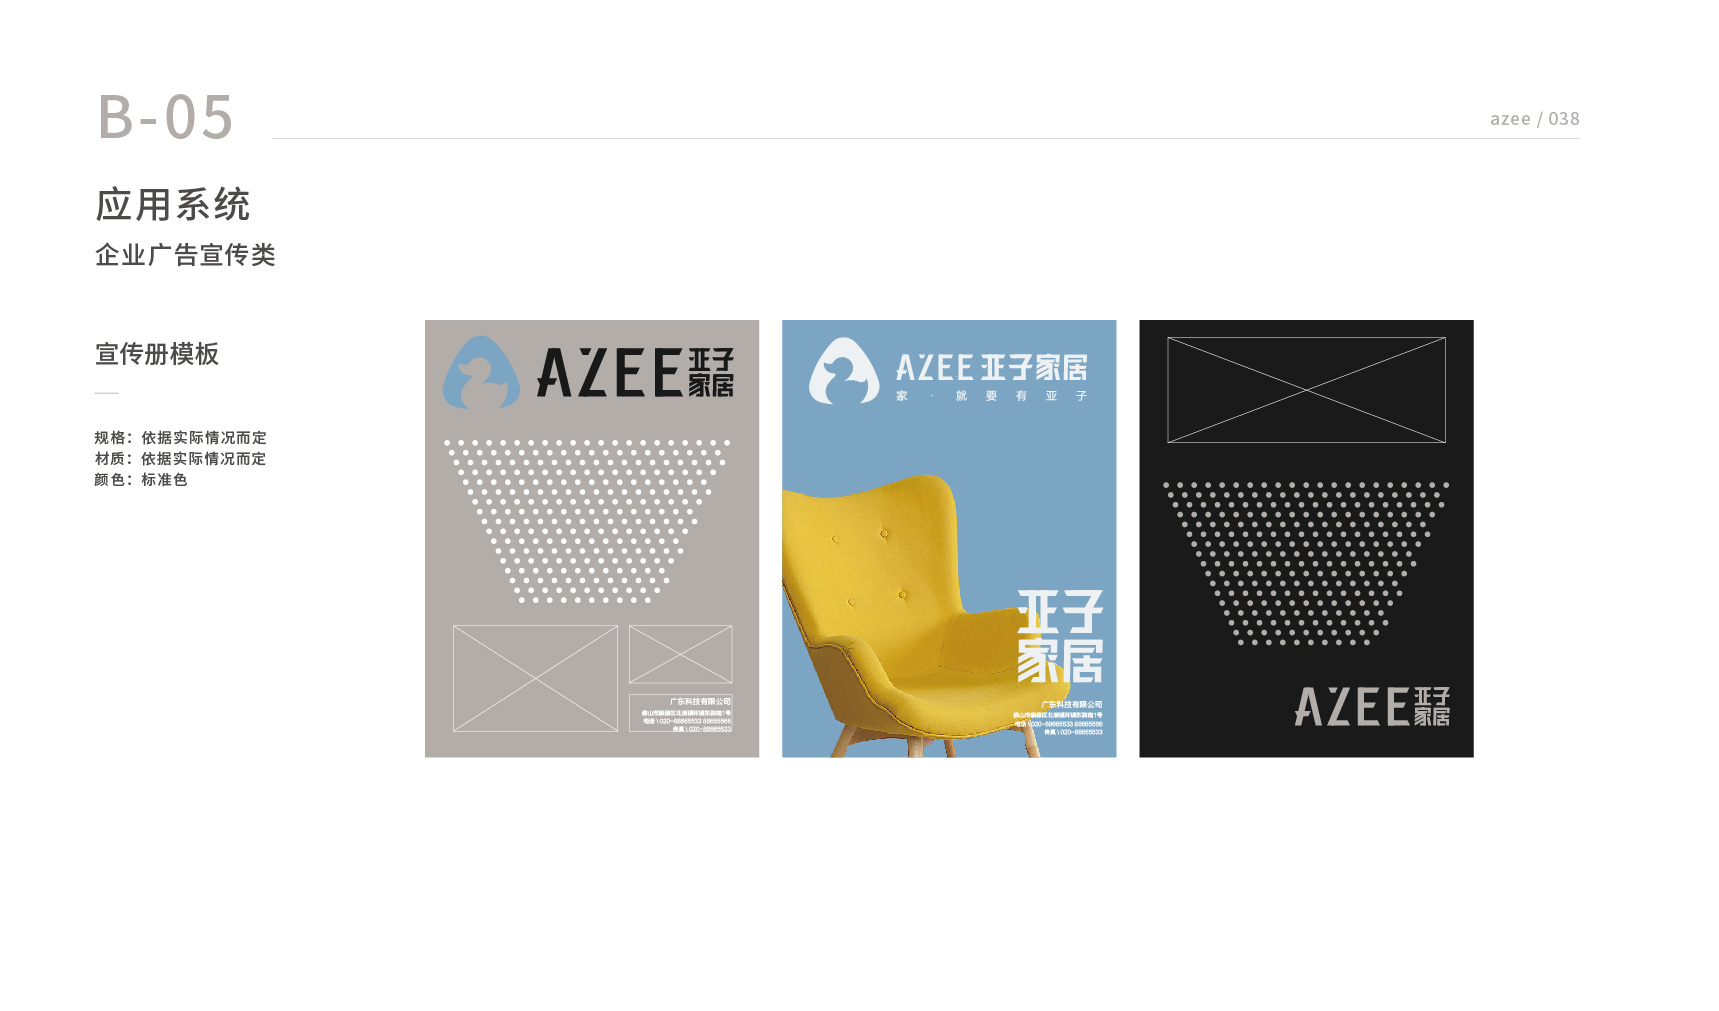 B-05
azee / 038
应用系统
企业广告宣传类
宣传册模板
规格：依据实际情况而定
材质：依据实际情况而定
颜色：标准色
AZEE 亚子家居
广东科技有限公司
电话\020-88665533 88655566
传真\020-88665533
AZEE 亚子家居
家·就要有亚子
亚子
家居
广东科技有限公司
电话\020-88665533 88655566
传真\020-88665533
AZEE 亚子家居